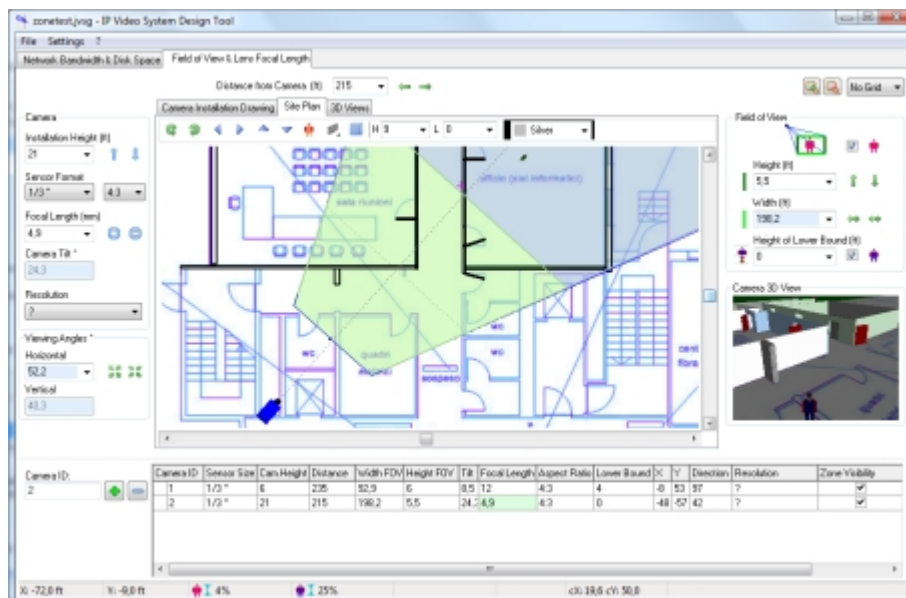 zonetest.jvsg - IP Video System Design Tool
File Settings ?
Network Bandwidth & Disk Space Field of View & Lens Focal Length
Distance from Camera (ft) 215
No Grid
Camera Installation Drawing Site Plan 3D Views
H 9 L 0 Silver
Camera
Installation Height (ft)
21
Sensor Format
1/3 " 4:3
Focal Length (mm)
4,9
Camera Tilt °
24,3
Resolution
?
Viewing Angles °
Horizontal
52,2
Vertical
40,3
sala riunioni
uffici (siac informatici)
wc
wc
wc
quadri
sospeso
Field of View
Height (ft)
5,5
Width (ft)
198,2
Height of Lower Bound (ft)
0
Camera 3D View
Camera ID:
2
Camera ID Sensor Size Cam.Height Distance Width FOV Height FOV Tilt Focal Length Aspect Ratio Lower Bound X Y Direction Resolution Zone Visibility
1 1/3 " 6 235 92,9 6 8,5 12 4:3 4 -8 53 97 ?
2 1/3 " 21 215 198,2 5,5 24,3 4,9 4:3 0 -48 -57 42 ?
X: -72,0 ft Y: -9,0 ft 4% 25% cX: 19,6 cY: 50,0